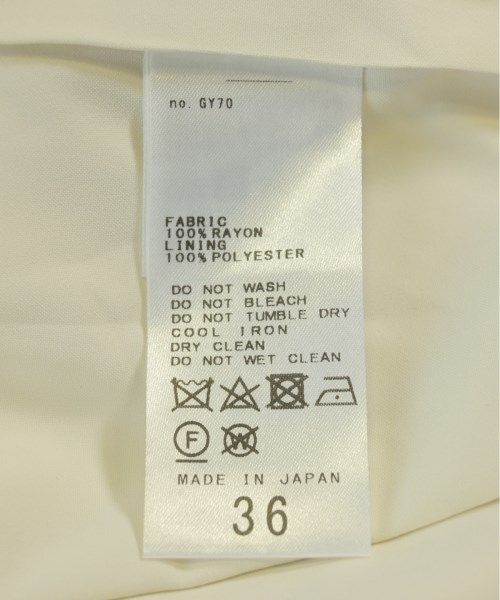 no. GY70
FABRIC
100% RAYON
LINING
100% POLYESTER
DO NOT WASH
DO NOT BLEACH
DO NOT TUMBLE DRY
COOL IRON
DRY CLEAN
DO NOT WET CLEAN
F W
MADE IN JAPAN
36